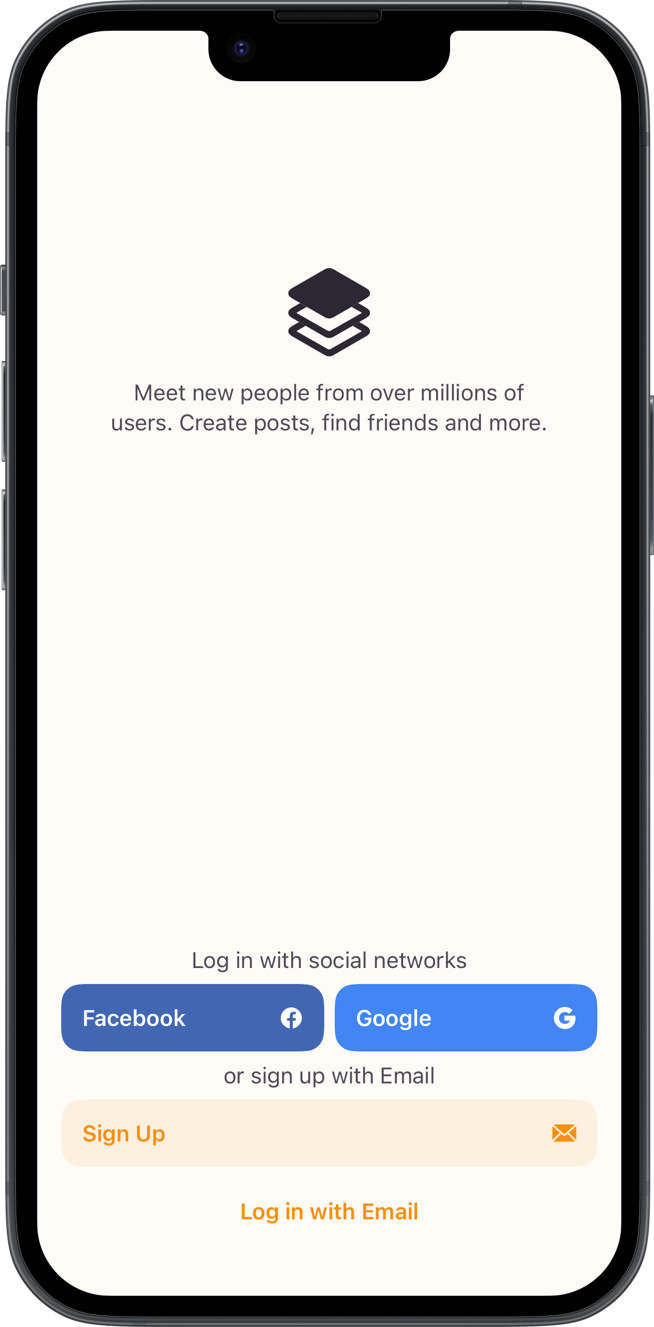 Meet new people from over millions of
users. Create posts, find friends and more.
Log in with social networks
Facebook
Google
or sign up with Email
Sign Up
Log in with Email